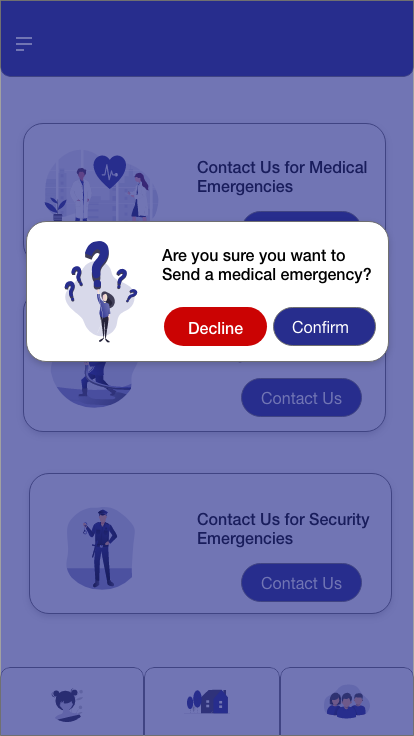 Contact Us for Medical
Emergencies
Are you sure you want to
Send a medical emergency?
Decline
Confirm
Contact Us
Contact Us for Security
Emergencies
Contact Us